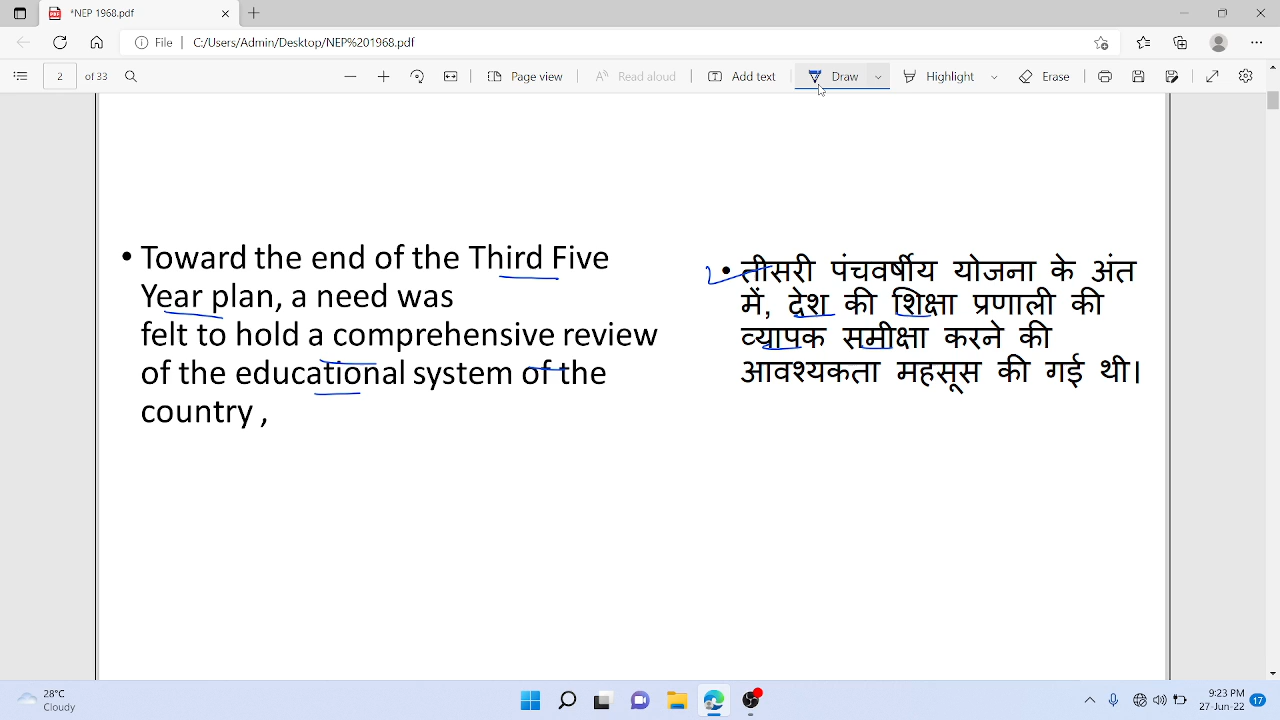 *NEP 1968.pdf
File | C:/Users/Admin/Desktop/NEP%201968.pdf
2 of 33 Page view Read aloud Add text Draw Highlight Erase
• Toward the end of the Third Five
Year plan, a need was
felt to hold a comprehensive review
of the educational system of the
country ,
• तीसरी पंचवर्षीय योजना के अंत
में, देश की शिक्षा प्रणाली की
व्यापक समीक्षा करने की
आवश्यकता महसूस की गई थी।
28°C
Cloudy
9:23 PM
27-Jun-22
17